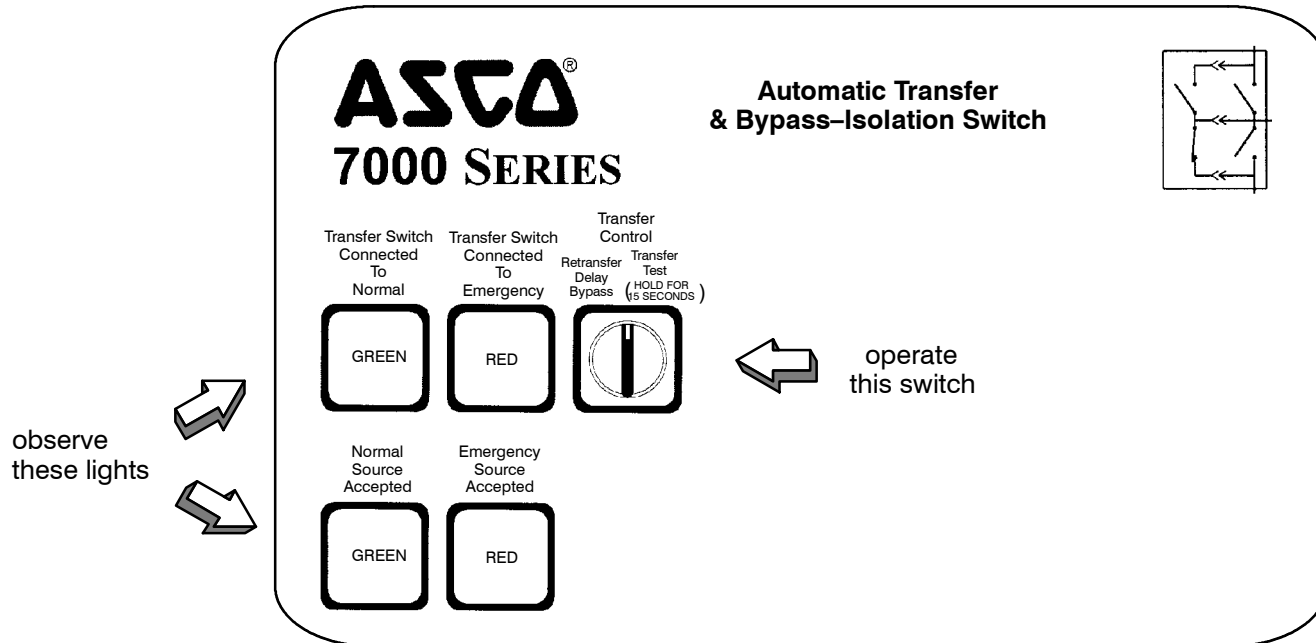 ASCO®
7000 SERIES
Automatic Transfer
& Bypass–Isolation Switch
Transfer Switch
Connected
To
Normal
Transfer Switch
Connected
To
Emergency
Transfer
Control
Retransfer
Delay
Bypass
Transfer
Test
(HOLD FOR
15 SECONDS)
GREEN
RED
operate
this switch
observe
these lights
Normal
Source
Accepted
Emergency
Source
Accepted
GREEN
RED